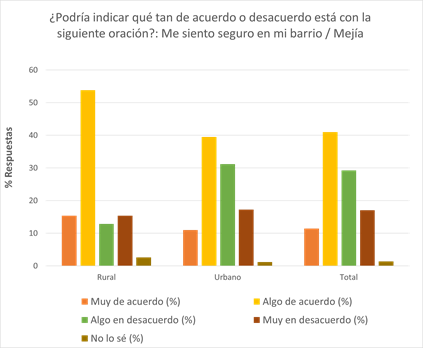 ¿Podría indicar qué tan de acuerdo o desacuerdo está con la
siguiente oración?: Me siento seguro en mi barrio / Mejía
60
50
40
30
20
10
0
% Respuestas
Rural
Urbano
Total
Muy de acuerdo (%)
Algo de acuerdo (%)
Algo en desacuerdo (%)
Muy en desacuerdo (%)
No lo sé (%)